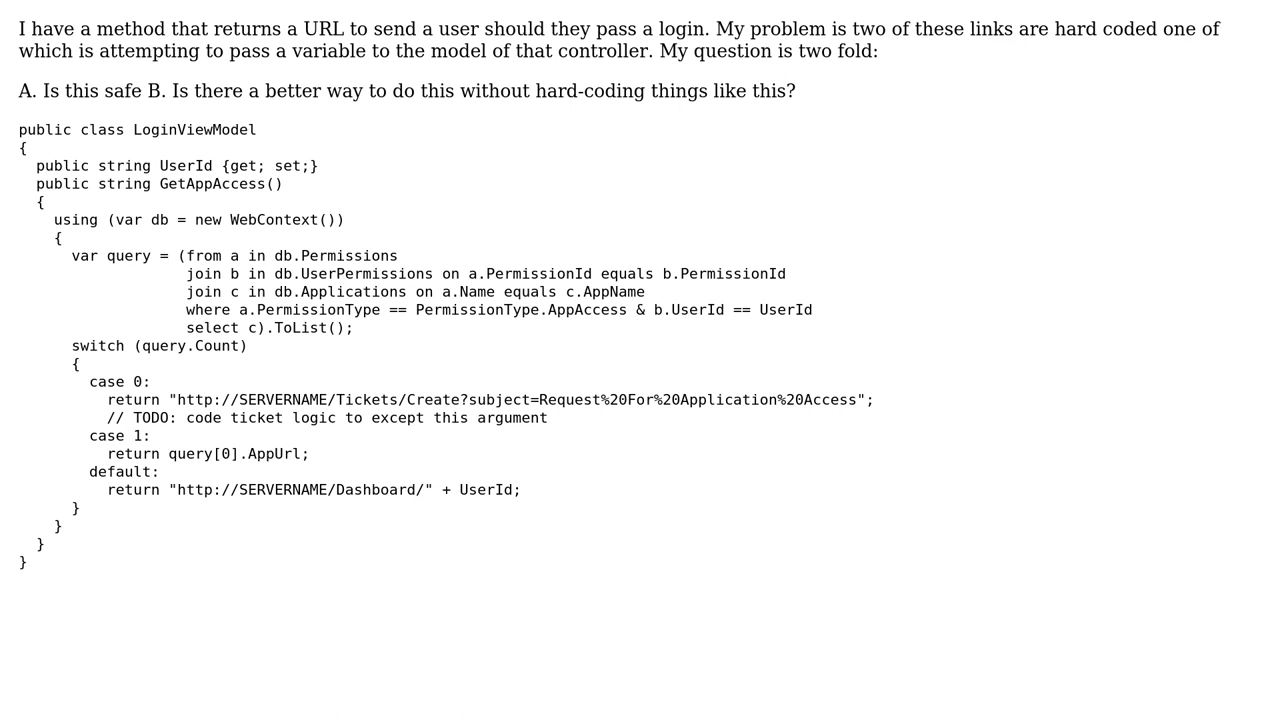 I have a method that returns a URL to send a user should they pass a login. My problem is two of these links are hard coded one of
which is attempting to pass a variable to the model of that controller. My question is two fold:
A. Is this safe B. Is there a better way to do this without hard-coding things like this?
public class LoginViewModel
{
  public string UserId {get; set;}
  public string GetAppAccess()
  {
    using (var db = new WebContext())
    {
      var query = (from a in db.Permissions
                   join b in db.UserPermissions on a.PermissionId equals b.PermissionId
                   join c in db.Applications on a.Name equals c.AppName
                   where a.PermissionType == PermissionType.AppAccess & b.UserId == UserId
                   select c).ToList();
      switch (query.Count)
      {
        case 0:
          return "http://SERVERNAME/Tickets/Create?subject=Request%20For%20Application%20Access";
          // TODO: code ticket logic to except this argument
        case 1:
          return query[0].AppUrl;
        default:
          return "http://SERVERNAME/Dashboard/" + UserId;
      }
    }
  }
}